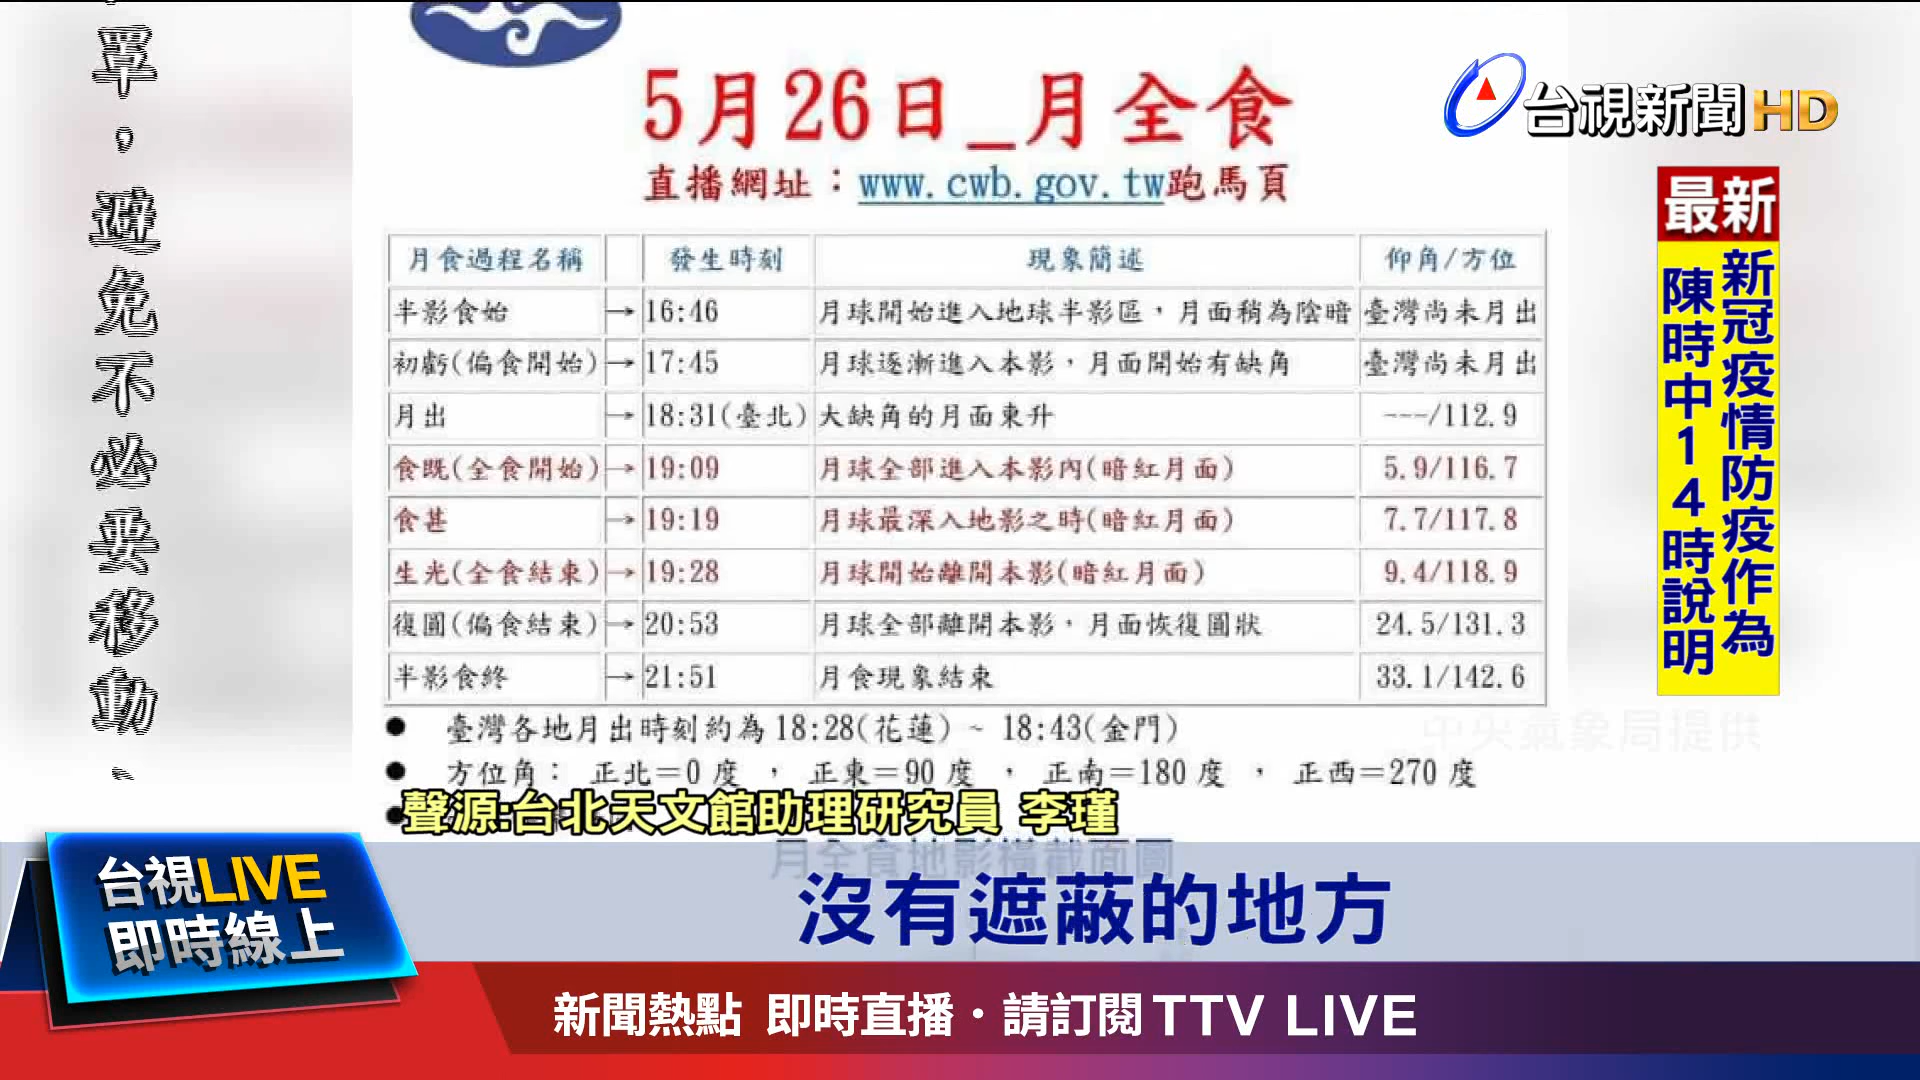 罩。避免不必要移動、
5月26日_月全食
直播網址：www.cwb.gov.tw跑馬頁
台視新聞HD
最新
新冠疫情防疫作為
陳時中14時說明
月食過程名稱 發生時刻 現象簡述 仰角/方位
半影食始 → 16:46 月球開始進入地球半影區，月面稍為陰暗 臺灣尚未月出
初虧(偏食開始) → 17:45 月球逐漸進入本影，月面開始有缺角 臺灣尚未月出
月出 → 18:31(臺北) 大缺角的月面東升 ---/112.9
食既(全食開始) → 19:09 月球全部進入本影內(暗紅月面) 5.9/116.7
食甚 → 19:19 月球最深入地影之時(暗紅月面) 7.7/117.8
生光(全食結束) → 19:28 月球開始離開本影(暗紅月面) 9.4/118.9
復圓(偏食結束) → 20:53 月球全部離開本影，月面恢復圓狀 24.5/131.3
半影食終 → 21:51 月食現象結束 33.1/142.6
● 臺灣各地月出時刻約為18:28(花蓮) ~ 18:43(金門)
中央氣象局提供
● 方位角： 正北=0 度 ， 正東=90 度 ， 正南=180 度 ， 正西=270 度
聲源:台北天文館助理研究員 李瑾
月全食地影橫截面圖
沒有遮蔽的地方
台視LIVE
即時線上
新聞熱點 即時直播·請訂閱TTV LIVE